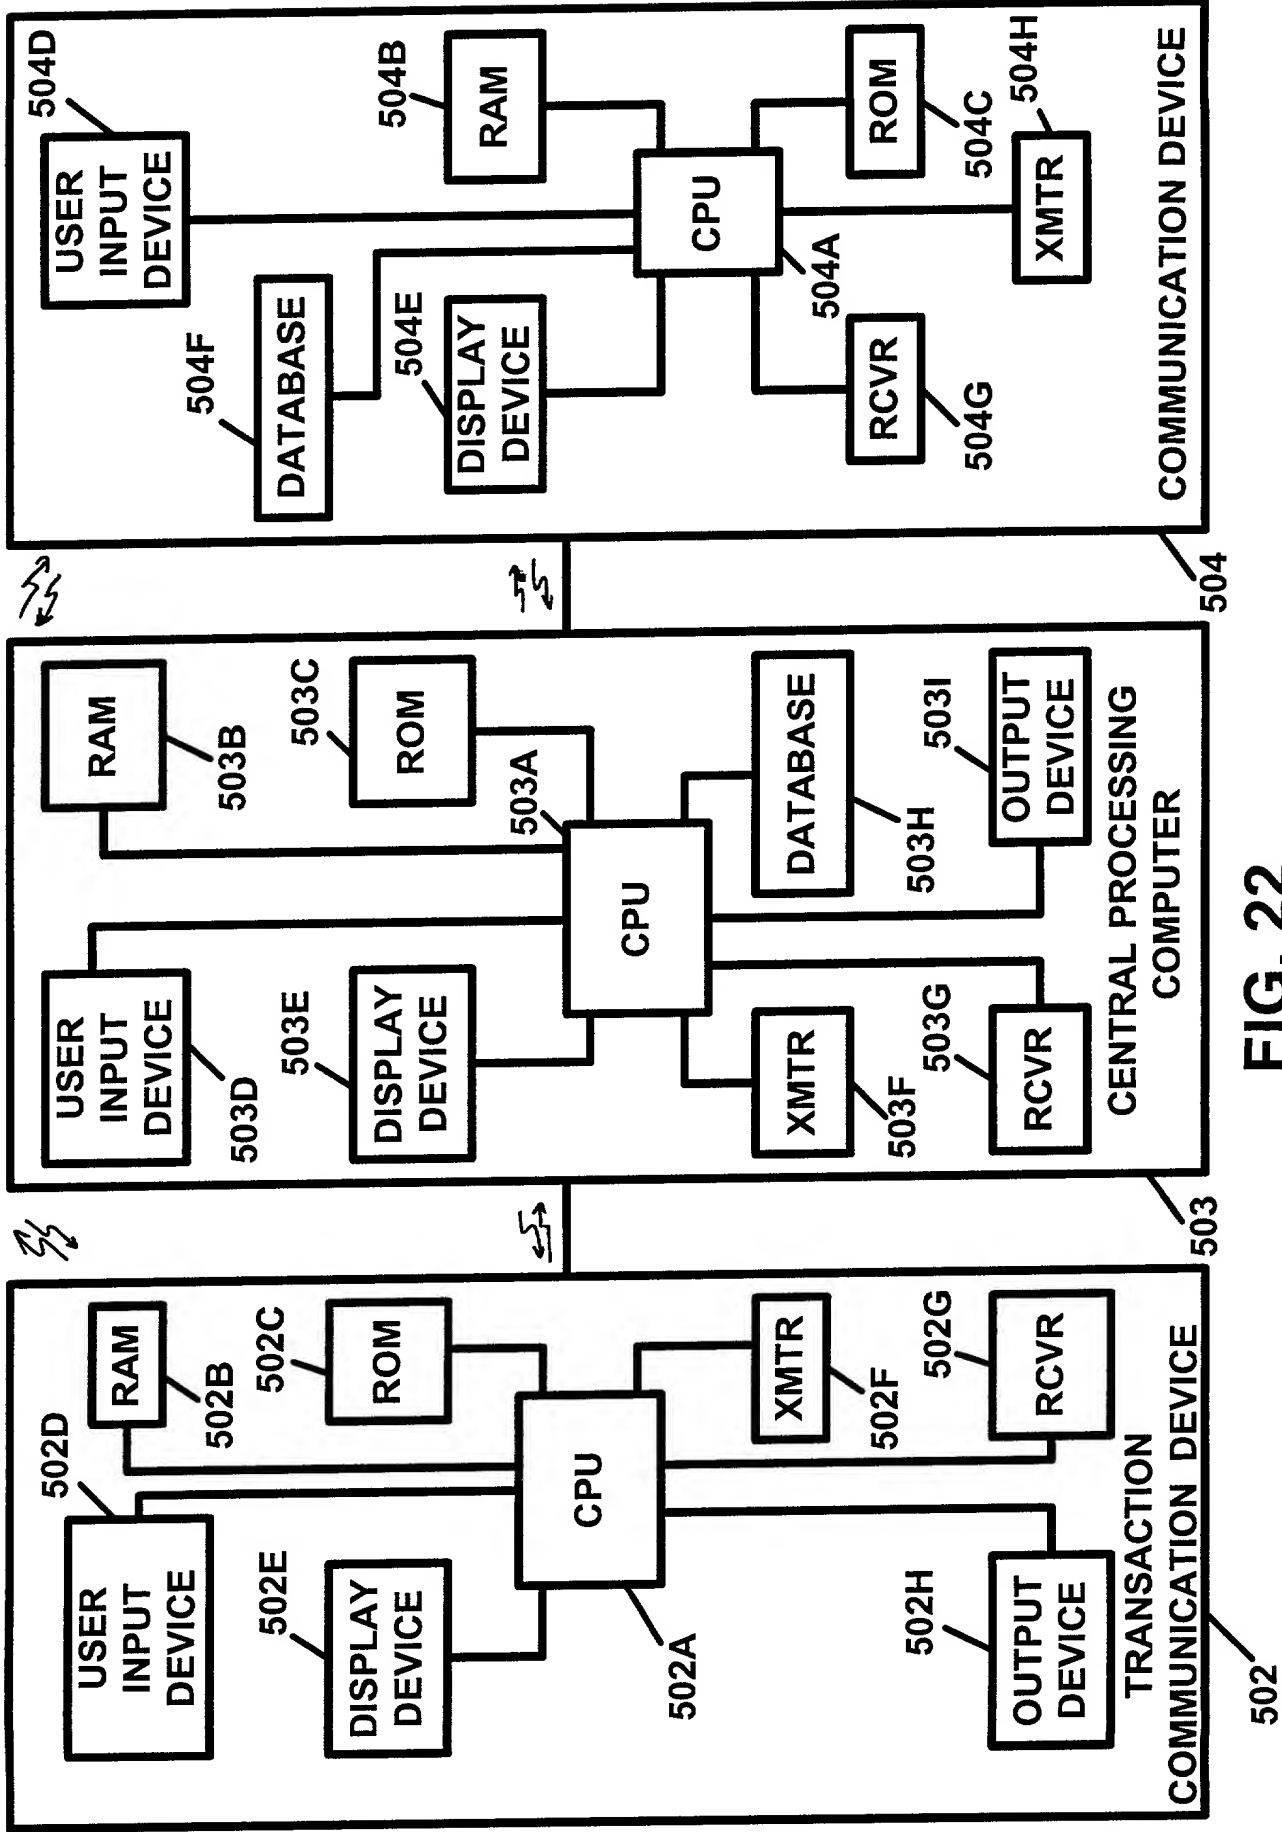 502D
USER
INPUT
DEVICE
RAM
502B
502E
DISPLAY
DEVICE
502C
ROM
CPU
502A
XMTR
502F
502H
OUTPUT
DEVICE
502G
RCVR
TRANSACTION
COMMUNICATION DEVICE
502
USER
INPUT
DEVICE
503D
RAM
503B
503E
DISPLAY
DEVICE
503C
ROM
503A
CPU
XMTR
503F
DATABASE
503H
503G
RCVR
503I
OUTPUT
DEVICE
CENTRAL PROCESSING
COMPUTER
503
504D
USER
INPUT
DEVICE
504F
DATABASE
504E
DISPLAY
DEVICE
504B
RAM
CPU
504A
RCVR
504G
ROM
504C
504H
XMTR
COMMUNICATION DEVICE
504
FIG. 22